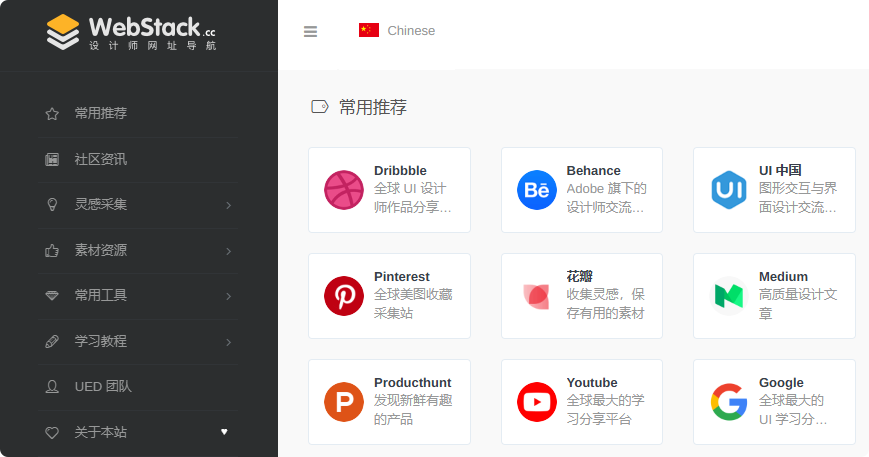 WebStack.cc
设计师网址导航
Chinese
常用推荐
社区资讯
灵感采集
素材资源
常用工具
学习教程
UED 团队
关于本站
常用推荐
Dribbble
全球 UI 设计
师作品分享…
Behance
Adobe 旗下的
设计师交流…
UI 中国
图形交互与界
面设计交流…
Pinterest
全球美图收藏
采集站
花瓣
收集灵感，保
存有用的素材
Medium
高质量设计文
章
Producthunt
发现新鲜有趣
的产品
Youtube
全球最大的学
习分享平台
Google
全球最大的
UI 学习分…